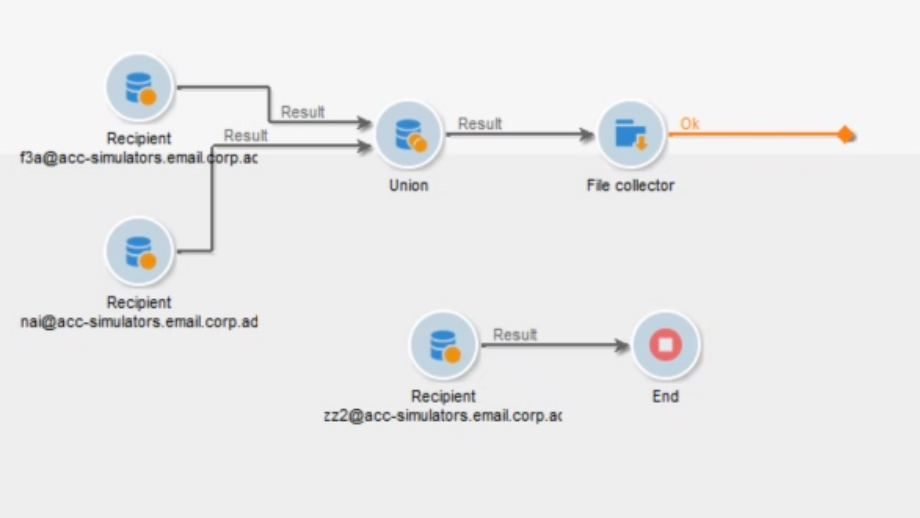 Result
Recipient
f3a@acc-simulators.email.corp.ac
Result
Union
Result
File collector
Ok
Recipient
nai@acc-simulators.email.corp.ad
Recipient
zz2@acc-simulators.email.corp.ac
Result
End